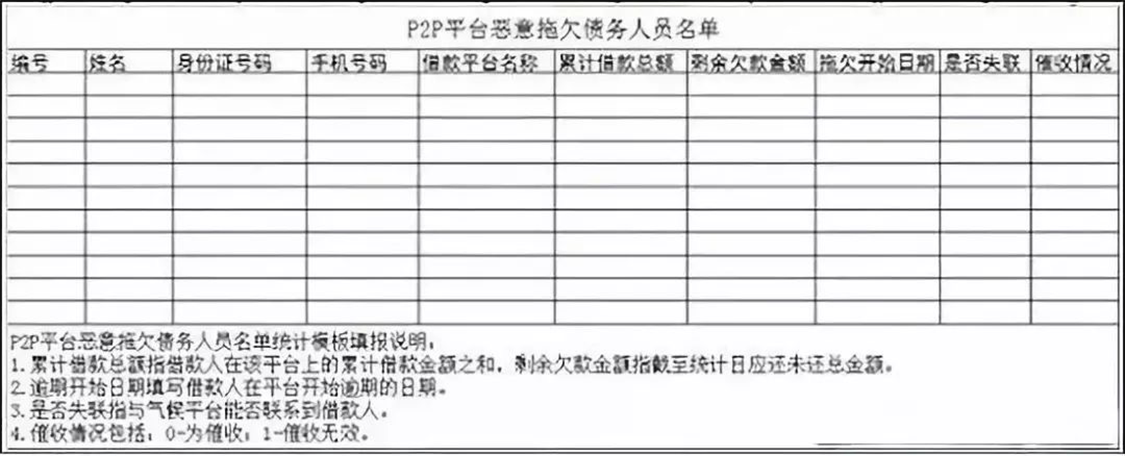 P2P平台恶意拖欠债务人员名单
编号 姓名 身份证号码 手机号码 借款平台名称 累计借款总额 剩余欠款金额 拖欠开始日期 是否失联 催收情况
P2P平台恶意拖欠债务人员名单统计模板填报说明:
1.累计借款总额指借款人在该平台上的累计借款金额之和，剩余欠款金额指截至统计日应还未还总金额。
2.逾期开始日期填写借款人在平台开始逾期的日期。
3.是否失联指与气候平台能否联系到借款人。
4.催收情况包括：0-为催收；1-催收无效。